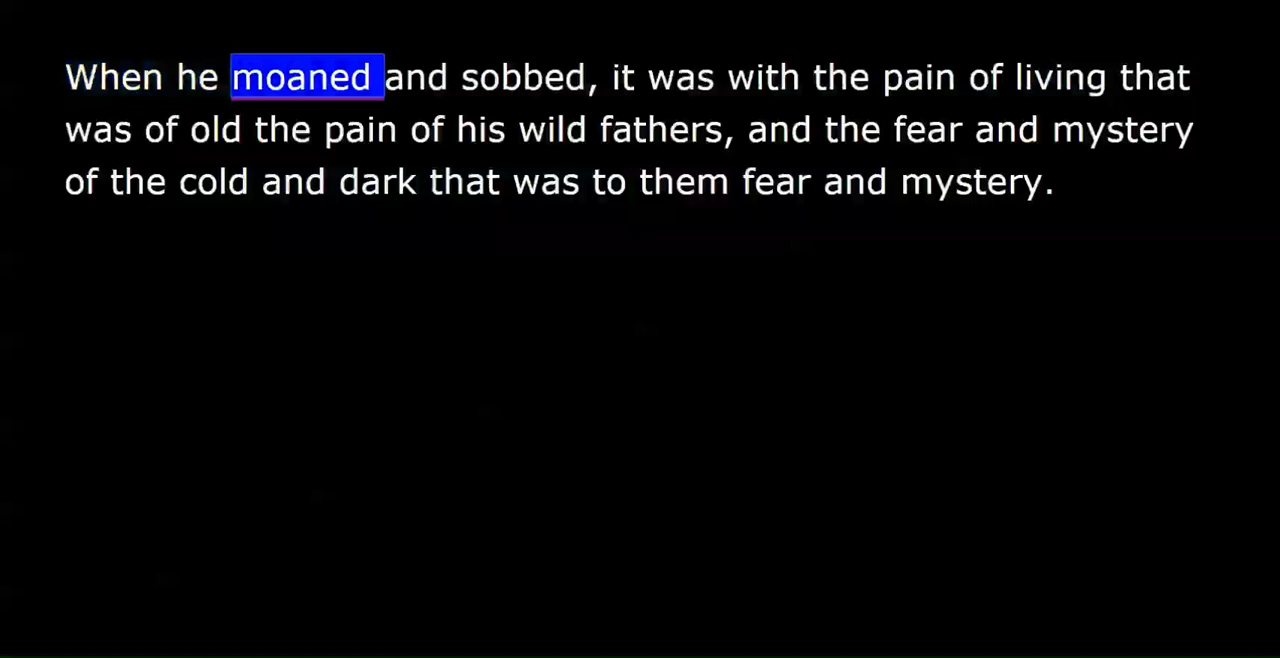 When he moaned and sobbed, it was with the pain of living that
was of old the pain of his wild fathers, and the fear and mystery
of the cold and dark that was to them fear and mystery.